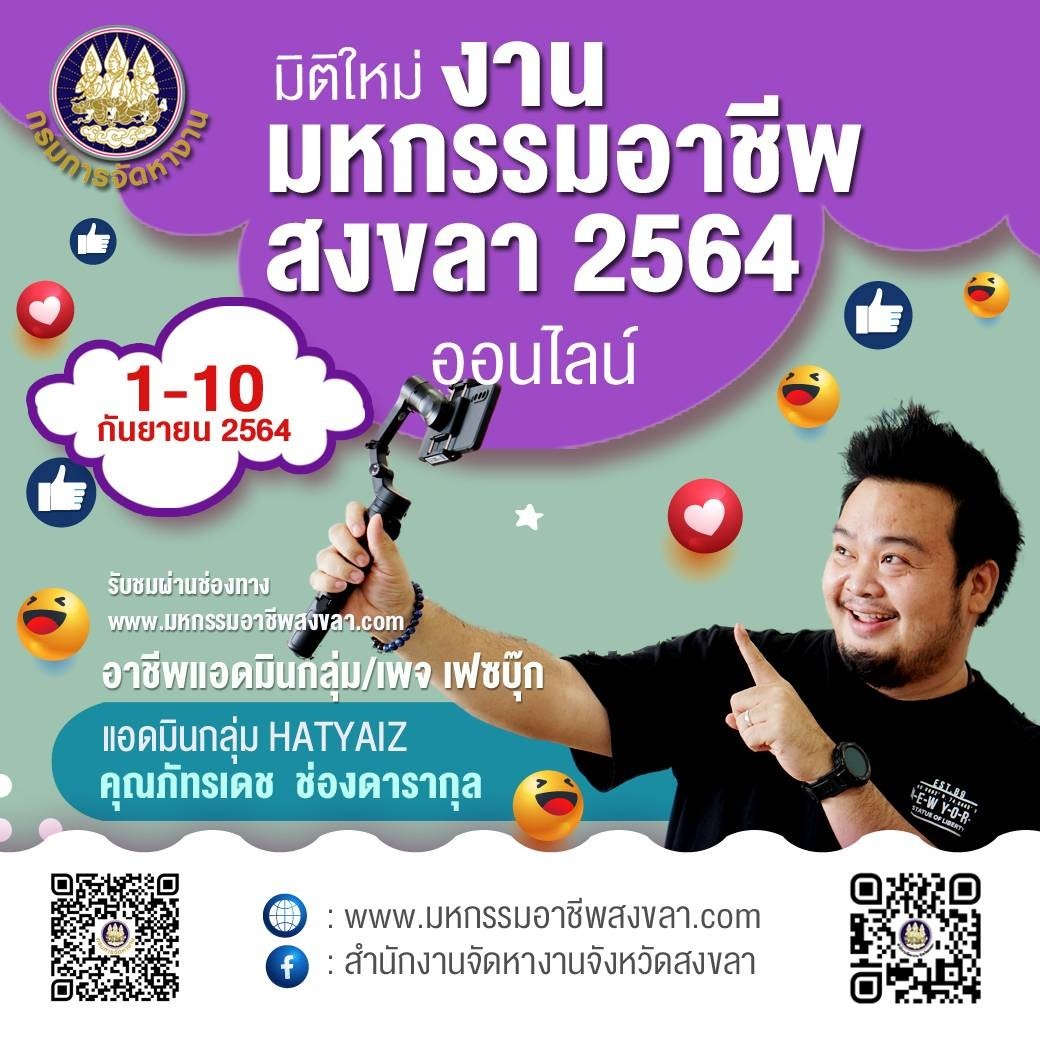 กรมการจัดหางาน
มิติใหม่ งาน
มหกรรมอาชีพ
สงขลา 2564
ออนไลน์
1-10
กันยายน 2564
รับชมผ่านช่องทาง
www.มหกรรมอาชีพสงขลา.com
อาชีพแอดมินกลุ่ม/เพจ เฟซบุ๊ก
แอดมินกลุ่ม HATYAIZ
คุณภัทรเดช ช่องดารากุล
EST.89
STATUE OF LIBERTY
: www.มหกรรมอาชีพสงขลา.com
: สำนักงานจัดหางานจังหวัดสงขลา